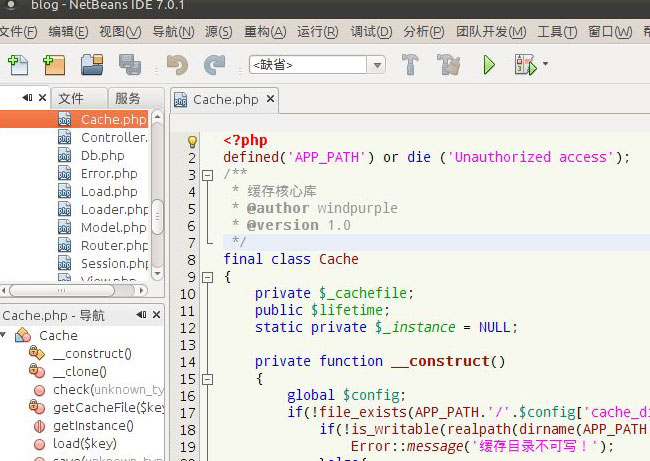 blog - NetBeans IDE 7.0.1
文件(F) 编辑(E) 视图(V) 导航(N) 源(S) 重构(A) 运行(R) 调试(D) 分析(P) 团队开发(M) 工具(T) 窗口(W)
<缺省>
文件 服务
Cache.php
Controller.
Db.php
Error.php
Load.php
Loader.php
Model.php
Router.php
Session.php
View.php
Cache.php - 导航
Cache
__construct()
__clone()
check(unknown_ty
getCacheFile($key
getInstance()
load($key)
save(unknown_ty
Cache.php
1 <?php
2 defined('APP_PATH') or die ('Unauthorized access');
3 /**
4 * 缓存核心库
5 * @author windpurple
6 * @version 1.0
7 */
8 final class Cache
9 {
10 private $_cachefile;
11 public $lifetime;
12 static private $_instance = NULL;
13
14 private function __construct()
15 {
16 global $config;
17 if(!file_exists(APP_PATH.'/'.$config['cache_di
18 if(!is_writable(realpath(dirname(APP_PATH
19 Error::message('缓存目录不可写！');
20 }else{